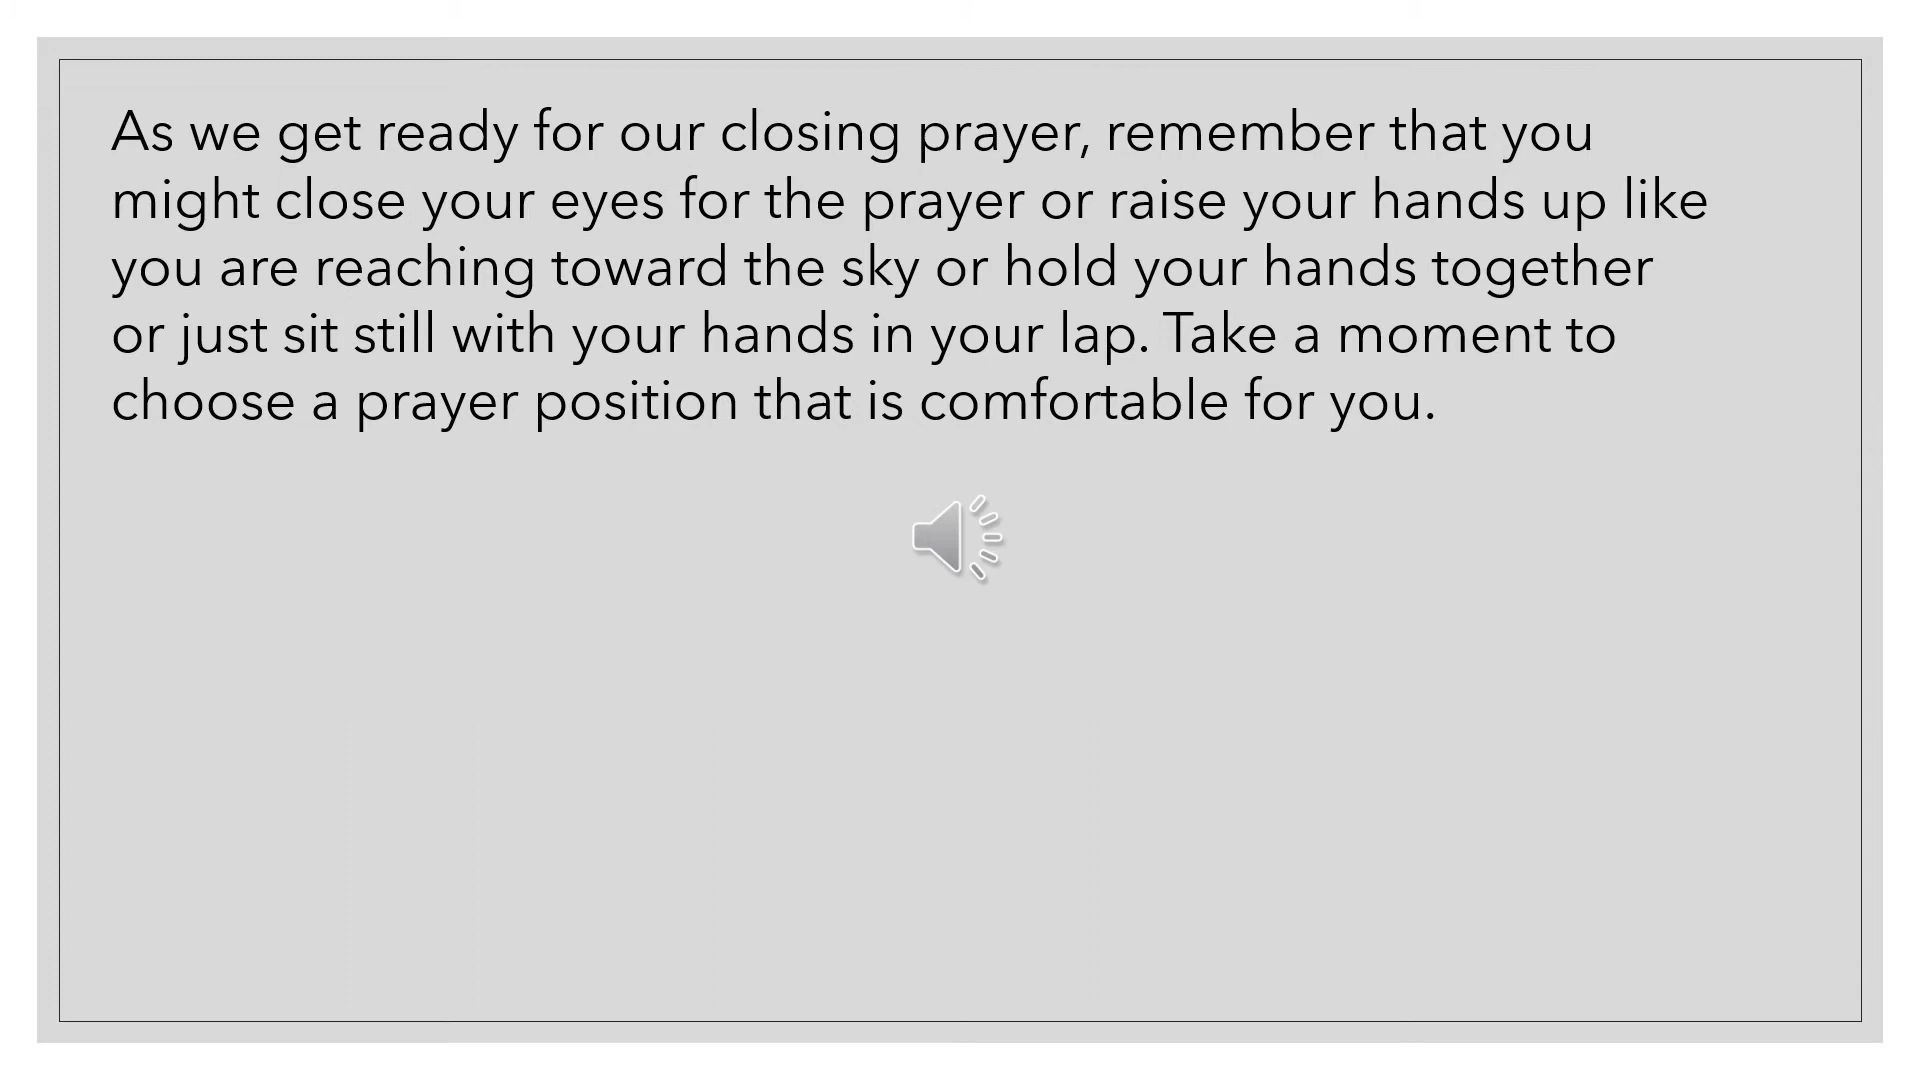 As we get ready for our closing prayer, remember that you
might close your eyes for the prayer or raise your hands up like
you are reaching toward the sky or hold your hands together
or just sit still with your hands in your lap. Take a moment to
choose a prayer position that is comfortable for you.